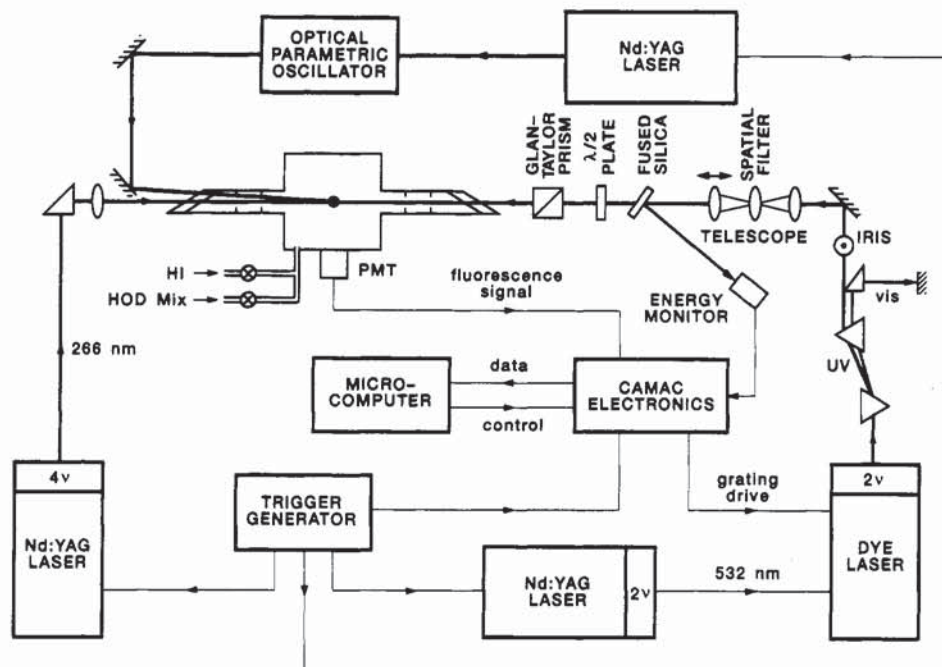 OPTICAL
PARAMETRIC
OSCILLATOR
Nd:YAG
LASER
GLAN-
TAYLOR
PRISM
λ/2
PLATE
FUSED
SILICA
SPATIAL
FILTER
TELESCOPE
IRIS
vis
UV
HI
HOD Mix
PMT
fluorescence
signal
ENERGY
MONITOR
266 nm
MICRO-
COMPUTER
data
control
CAMAC
ELECTRONICS
4ν
Nd:YAG
LASER
TRIGGER
GENERATOR
grating
drive
2ν
DYE
LASER
Nd:YAG
LASER
2ν
532 nm